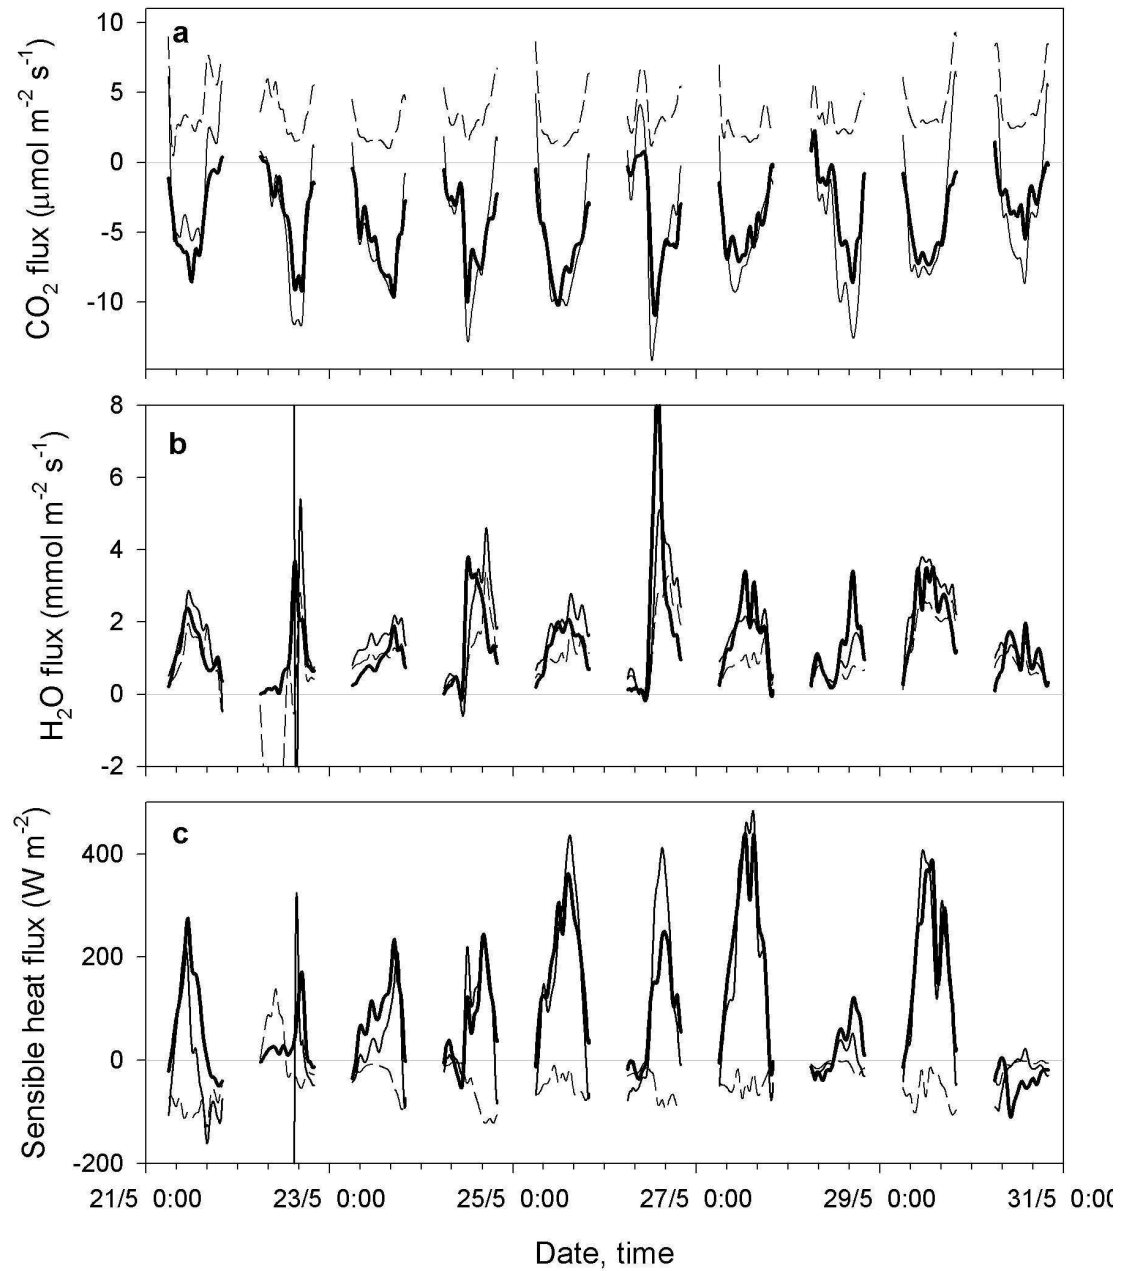 a
10
5
0
-5
-10
CO₂ flux (μmol m⁻² s⁻¹)
b
8
6
4
2
0
-2
H₂O flux (mmol m⁻² s⁻¹)
c
400
200
0
-200
Sensible heat flux (W m⁻²)
21/5 0:00 23/5 0:00 25/5 0:00 27/5 0:00 29/5 0:00 31/5 0:00
Date, time